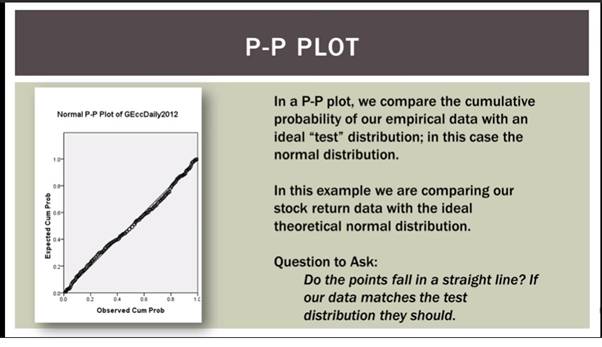 P-P PLOT
Normal P-P Plot of GEccDaily2012
Expected Cum Prob
1.0
0.8
0.6
0.4
0.2
0.0
0.0 0.2 0.4 0.6 0.8 1.0
Observed Cum Prob
In a P-P plot, we compare the cumulative
probability of our empirical data with an
ideal “test” distribution; in this case the
normal distribution.
In this example we are comparing our
stock return data with the ideal
theoretical normal distribution.
Question to Ask:
Do the points fall in a straight line? If
our data matches the test
distribution they should.